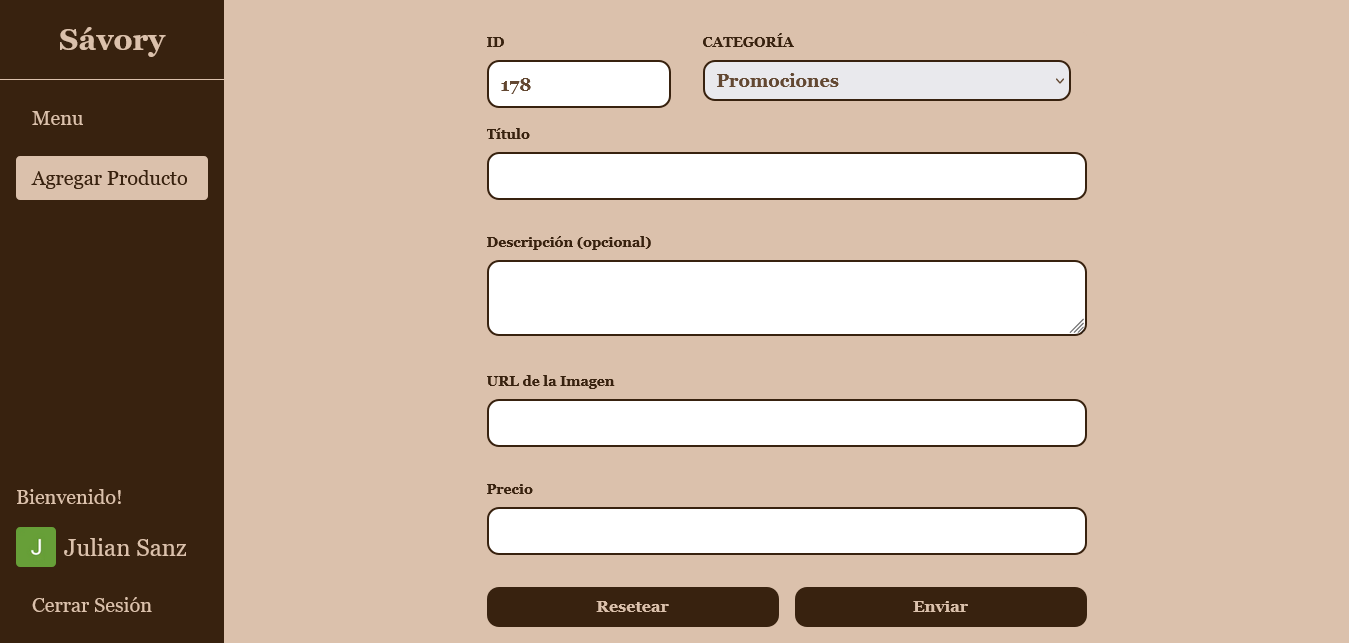 Sávory
Menu
Agregar Producto
Bienvenido!
J
Julian Sanz
Cerrar Sesión
ID
CATEGORÍA
178
Promociones
Título
Descripción (opcional)
URL de la Imagen
Precio
Resetear
Enviar